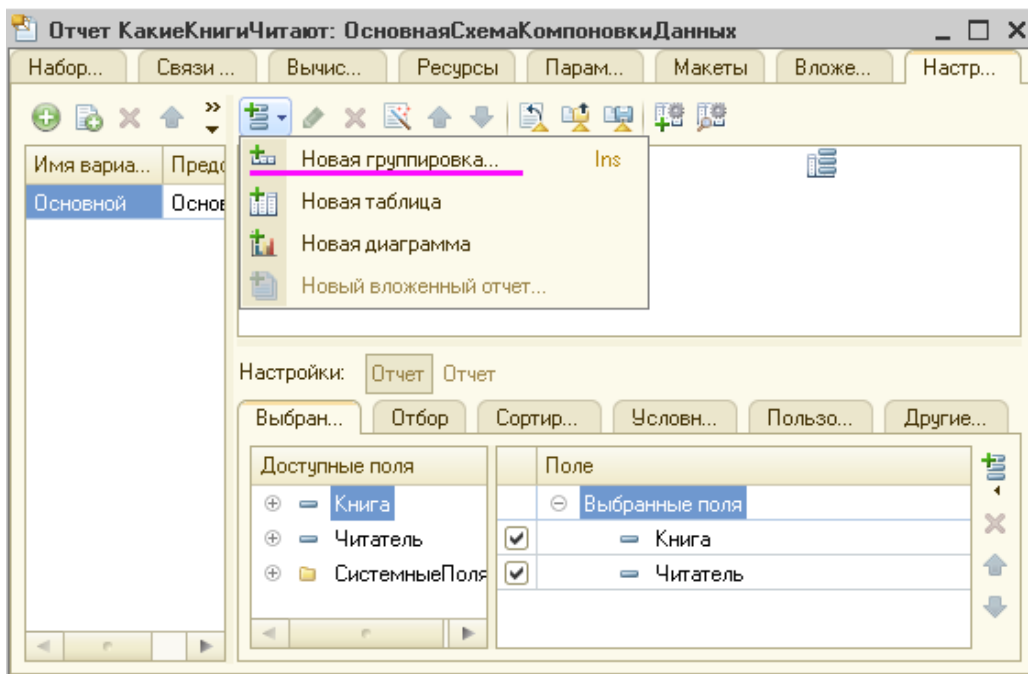 Отчет КакиеКнигиЧитают: ОсновнаяСхемаКомпоновкиДанных
Набор... Связи ... Вычис... Ресурсы Парам... Макеты Вложе... Настр...
Имя вариа... Предс
Основной Основ
Новая группировка... Ins
Новая таблица
Новая диаграмма
Новый вложенный отчет...
Настройки: Отчет Отчет
Выбран... Отбор Сортир... Условн... Пользо... Другие...
Доступные поля Поле
Книга Выбранные поля
Читатель Книга
СистемныеПоля Читатель